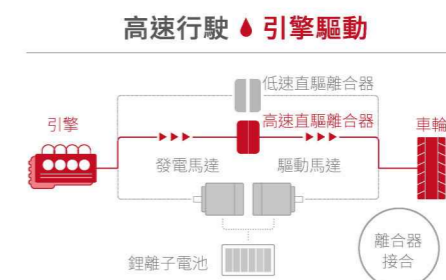 高速行駛 引擎驅動
低速直驅離合器
引擎
高速直驅離合器
車輪
發電馬達
驅動馬達
離合器
接合
鋰離子電池